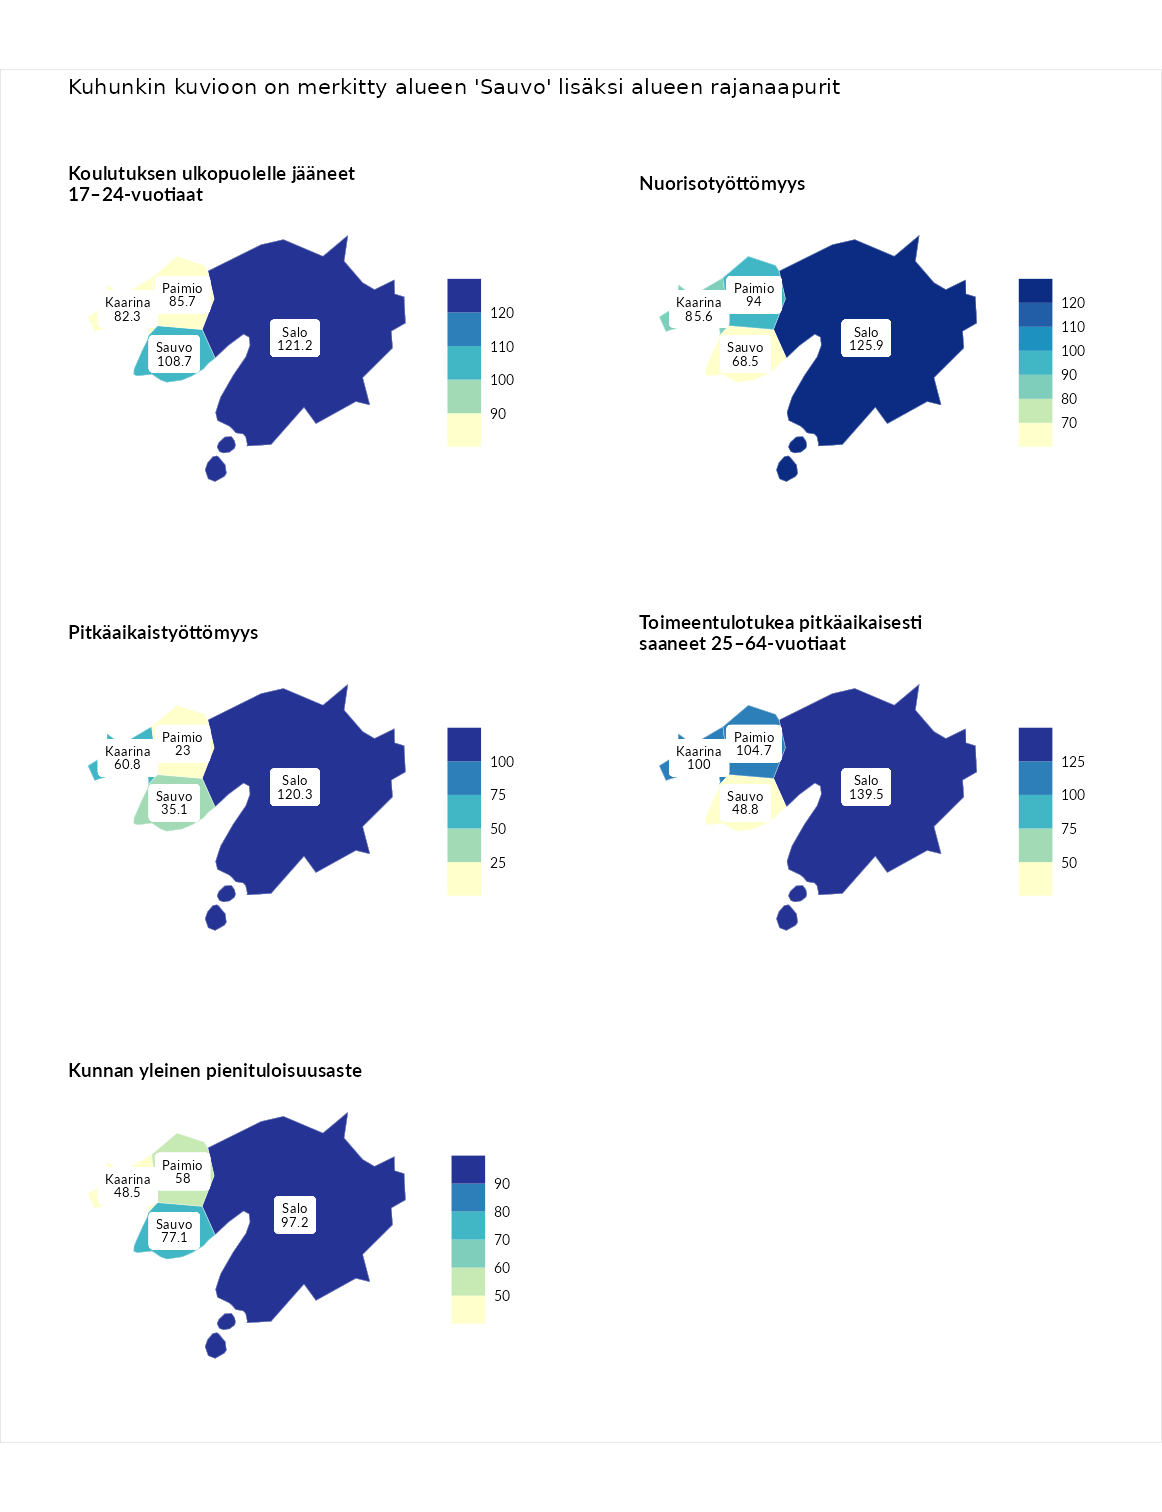 Kuhunkin kuvioon on merkitty alueen 'Sauvo' lisäksi alueen rajanaapurit
Koulutuksen ulkopuolelle jääneet
17–24-vuotiaat
Paimio
85.7
Kaarina
82.3
Salo
121.2
Sauvo
108.7
120
110
100
90
Nuorisotyöttömyys
Paimio
94
Kaarina
85.6
Salo
125.9
Sauvo
68.5
120
110
100
90
80
70
Pitkäaikaistyöttömyys
Paimio
23
Kaarina
60.8
Salo
120.3
Sauvo
35.1
100
75
50
25
Toimeentulotukea pitkäaikaisesti
saaneet 25–64-vuotiaat
Paimio
104.7
Kaarina
100
Salo
139.5
Sauvo
48.8
125
100
75
50
Kunnan yleinen pienituloisuusaste
Paimio
58
Kaarina
48.5
Salo
97.2
Sauvo
77.1
90
80
70
60
50